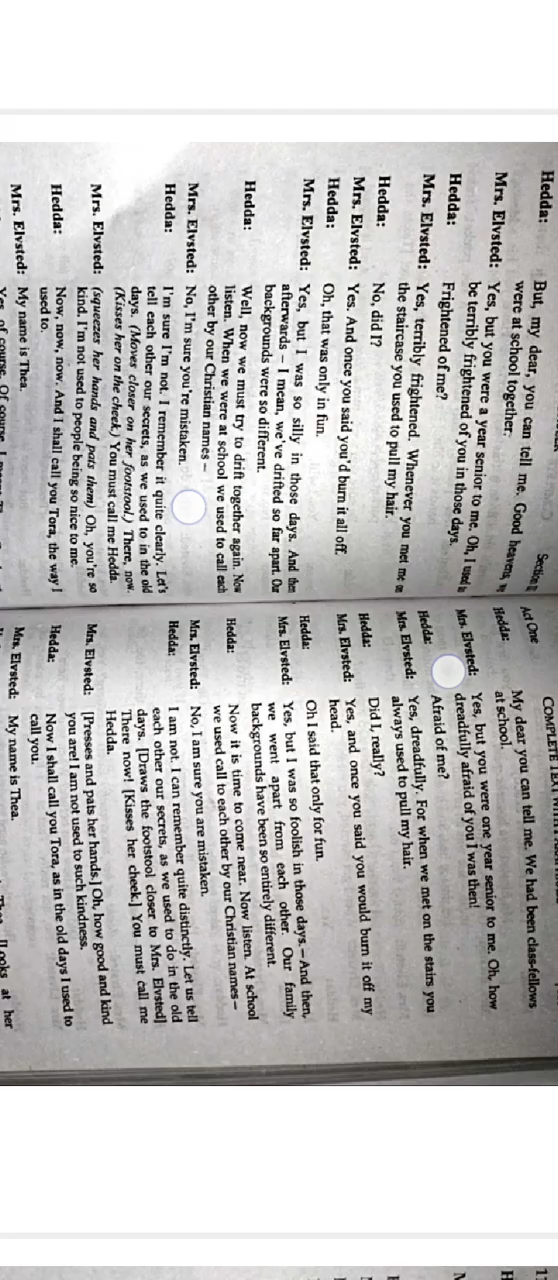 Section II
Hedda:
But, my dear, you can tell me. Good heavens, we
were at school together.
Mrs. Elvsted: Yes, but you were a year senior to me. Oh, I used to
be terribly frightened of you in those days.
Hedda:
Frightened of me?
Mrs. Elvsted: Yes, terribly frightened. Whenever you met me on
the staircase you used to pull my hair.
Hedda:
No, did I?
Mrs. Elvsted: Yes. And once you said you'd burn it all off.
Hedda:
Oh, that was only in fun.
Mrs. Elvsted: Yes, but I was so silly in those days. And then
afterwards – I mean, we've drifted so far apart. Our
backgrounds were so different.
Hedda:
Well, now we must try to drift together again. Now
listen. When we were at school we used to call each
other by our Christian names –
Mrs. Elvsted: No, I'm sure you're mistaken.
Hedda:
I'm sure I'm not. I remember it quite clearly. Let's
tell each other our secrets, as we used to in the old
days. (Moves closer on her footstool.) There, now.
(Kisses her on the cheek.) You must call me Hedda.
Mrs. Elvsted: (squeezes her hands and pats them) Oh, you're so
kind. I'm not used to people being so nice to me.
Hedda:
Now, now, now. And I shall call you Tora, the way I
used to.
Mrs. Elvsted: My name is Thea.
Yes, of course. Of course. I
COMPLETE TEXT
Act One
Hedda:
My dear you can tell me. We had been class-fellows
at school.
Mrs. Elvsted: Yes, but you were one year senior to me. Oh, how
dreadfully afraid of you I was then!
Hedda:
Afraid of me?
Mrs. Elvsted: Yes, dreadfully. For when we met on the stairs you
always used to pull my hair.
Hedda:
Did I, really?
Mrs. Elvsted: Yes, and once you said you would burn it off my
head.
Hedda:
Oh I said that only for fun.
Mrs. Elvsted: Yes, but I was so foolish in those days.—And then,
we went apart from each other. Our family
backgrounds have been so entirely different.
Hedda:
Now it is time to come near. Now listen. At school
we used call to each other by our Christian names—
Mrs. Elvsted: No, I am sure you are mistaken.
Hedda:
I am not. I can remember quite distinctly. Let us tell
each other our secrets, as we used to do in the old
days. [Draws the footstool closer to Mrs. Elvsted]
There now! [Kisses her cheek.] You must call me
Hedda.
Mrs. Elvsted: [Presses and pats her hands.] Oh, how good and kind
you are! I am not used to such kindness.
Hedda:
Now I shall call you Tora, as in the old days I used to
call you.
Mrs. Elvsted: My name is Thea.
looks at her